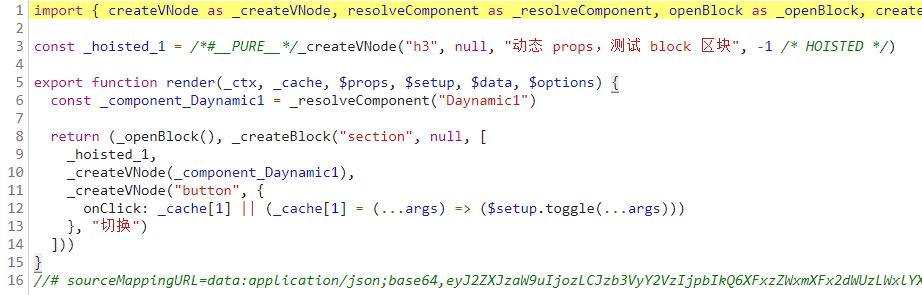 1 import { createVNode as _createVNode, resolveComponent as _resolveComponent, openBlock as _openBlock, create
2
3 const _hoisted_1 = /*#__PURE__*/_createVNode("h3", null, "动态 props，测试 block 区块", -1 /* HOISTED */)
4
5 export function render(_ctx, _cache, $props, $setup, $data, $options) {
6   const _component_Daynamic1 = _resolveComponent("Daynamic1")
7
8   return (_openBlock(), _createBlock("section", null, [
9     _hoisted_1,
10     _createVNode(_component_Daynamic1),
11     _createVNode("button", {
12       onClick: _cache[1] || (_cache[1] = (...args) => ($setup.toggle(...args)))
13     }, "切换")
14   ]))
15 }
16 //# sourceMappingURL=data:application/json;base64,eyJ2ZXJzaW9uIjozLCJzb3VyY2VzIjpbIkQ6XFxzZWxmXFx2dWUzLWxlYX